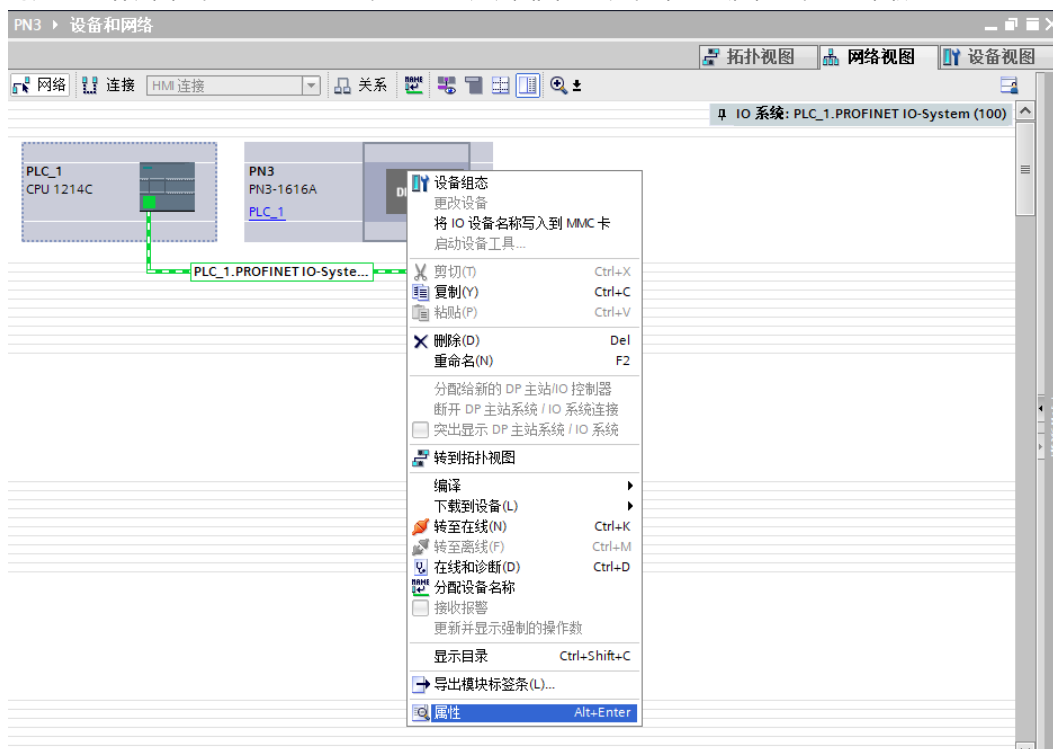 PN3 ▸ 设备和网络
拓扑视图 网络视图 设备视图
网络 连接 HMI 连接 关系
IO 系统: PLC_1.PROFINET IO-System (100)
PLC_1
CPU 1214C
PN3
PN3-1616A
PLC_1
PLC_1.PROFINET IO-Syste...
设备组态
更改设备
将 IO 设备名称写入到 MMC 卡
启动设备工具...
剪切(T) Ctrl+X
复制(Y) Ctrl+C
粘贴(P) Ctrl+V
删除(D) Del
重命名(N) F2
分配给新的 DP 主站/IO 控制器
断开 DP 主站系统 / IO 系统连接
突出显示 DP 主站系统 / IO 系统
转到拓扑视图
编译
下载到设备(L)
转至在线(N) Ctrl+K
转至离线(F) Ctrl+M
在线和诊断(D) Ctrl+D
分配设备名称
接收报警
更新并显示强制的操作数
显示目录 Ctrl+Shift+C
导出模块标签条(L)...
属性 Alt+Enter